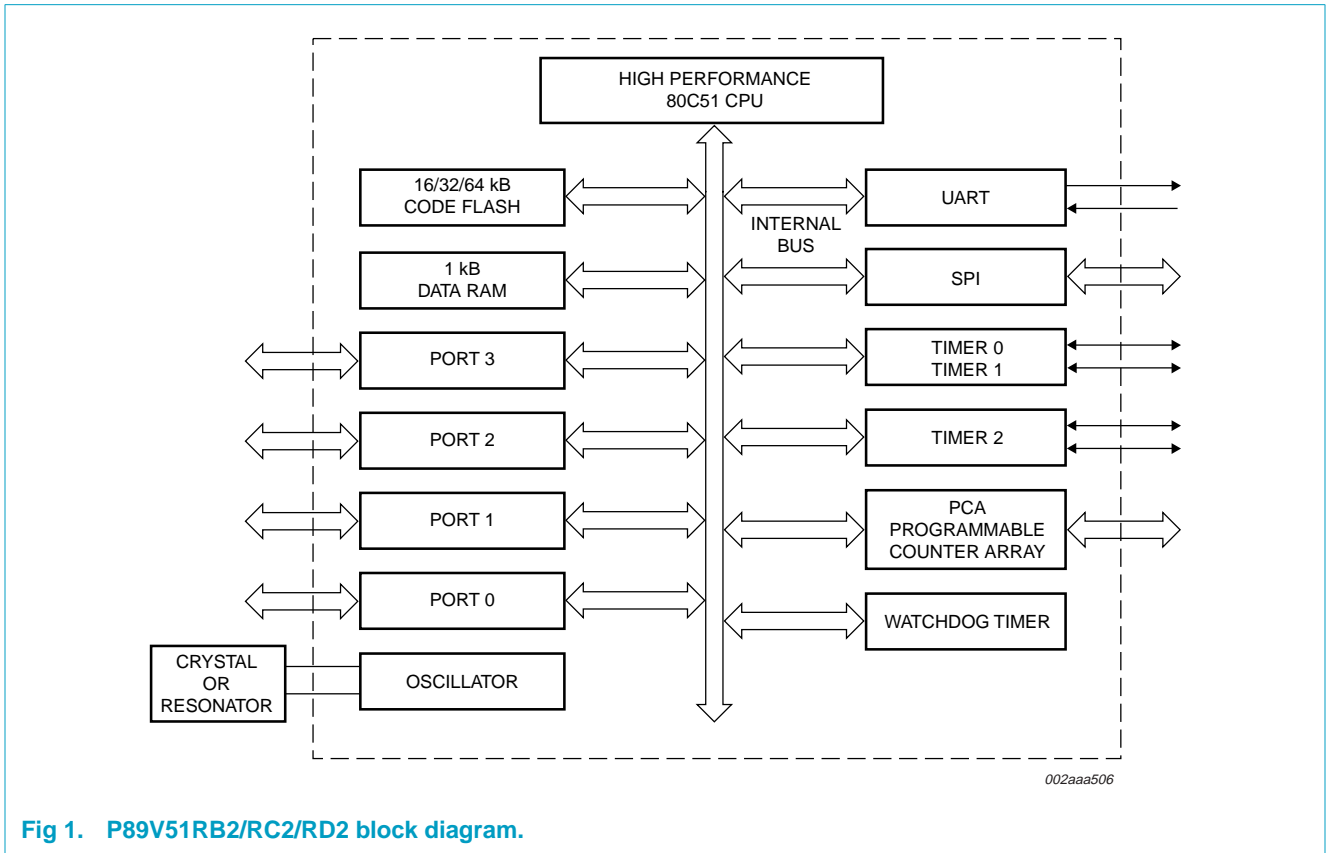 HIGH PERFORMANCE
80C51 CPU
16/32/64 kB
CODE FLASH
UART
INTERNAL
BUS
1 kB
DATA RAM
SPI
PORT 3
TIMER 0
TIMER 1
PORT 2
TIMER 2
PORT 1
PCA
PROGRAMMABLE
COUNTER ARRAY
PORT 0
WATCHDOG TIMER
CRYSTAL
OR
RESONATOR
OSCILLATOR
002aaa506
Fig 1. P89V51RB2/RC2/RD2 block diagram.